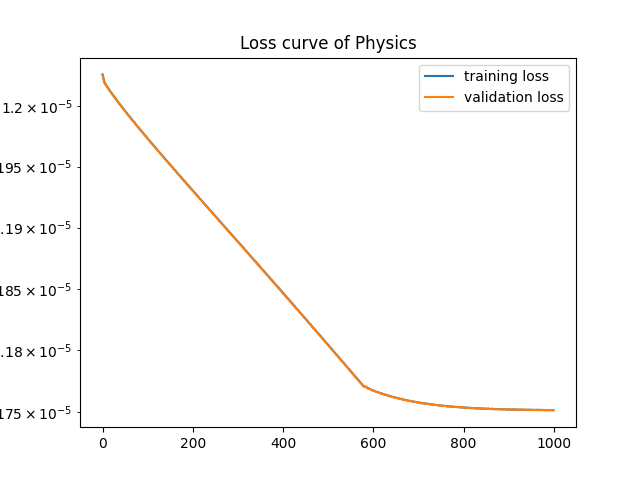 Loss curve of Physics
training loss
validation loss
1.2 × 10⁻⁵
195 × 10⁻⁵
.19 × 10⁻⁵
185 × 10⁻⁵
.18 × 10⁻⁵
175 × 10⁻⁵
0 200 400 600 800 1000